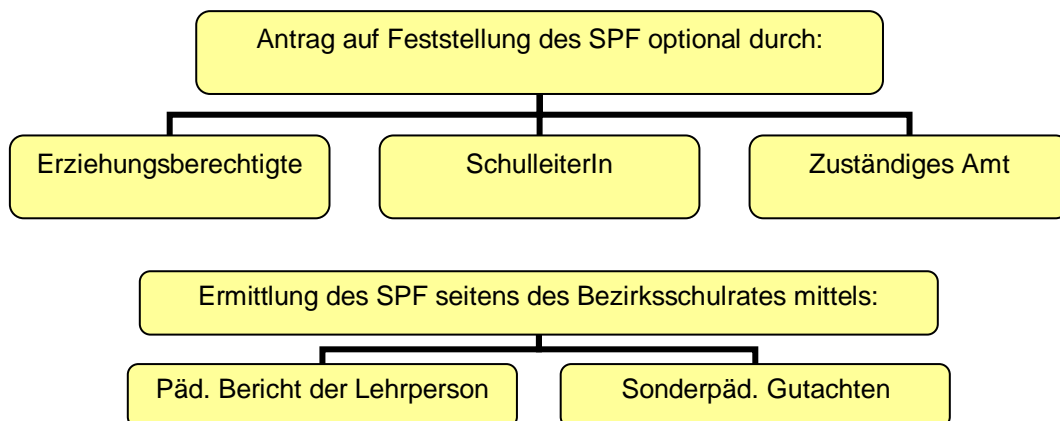 Antrag auf Feststellung des SPF optional durch:
Erziehungsberechtigte
SchulleiterIn
Zuständiges Amt
Ermittlung des SPF seitens des Bezirksschulrates mittels:
Päd. Bericht der Lehrperson
Sonderpäd. Gutachten